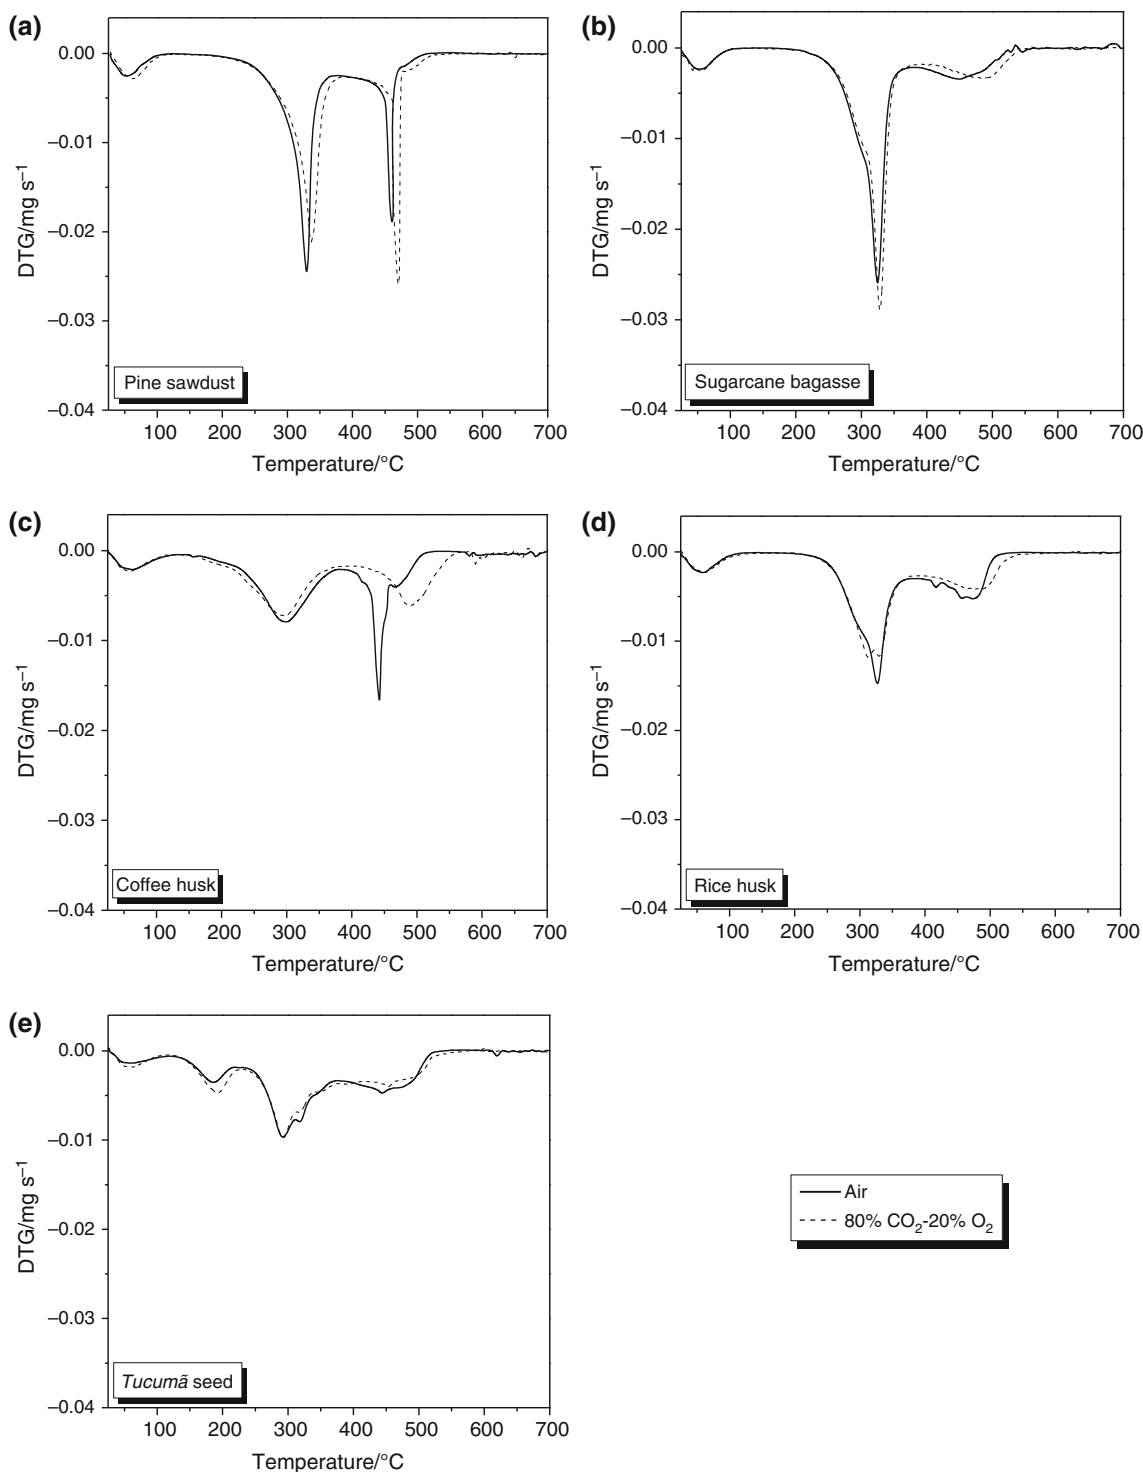 (a)
0.00
–0.01
–0.02
–0.03
–0.04
DTG/mg s–1
Pine sawdust
100 200 300 400 500 600 700
Temperature/°C
(b)
0.00
–0.01
–0.02
–0.03
–0.04
DTG/mg s–1
Sugarcane bagasse
100 200 300 400 500 600 700
Temperature/°C
(c)
0.00
–0.01
–0.02
–0.03
–0.04
DTG/mg s–1
Coffee husk
100 200 300 400 500 600 700
Temperature/°C
(d)
0.00
–0.01
–0.02
–0.03
–0.04
DTG/mg s–1
Rice husk
100 200 300 400 500 600 700
Temperature/°C
(e)
0.00
–0.01
–0.02
–0.03
–0.04
DTG/mg s–1
Tucumã seed
100 200 300 400 500 600 700
Temperature/°C
Air
80% CO2-20% O2